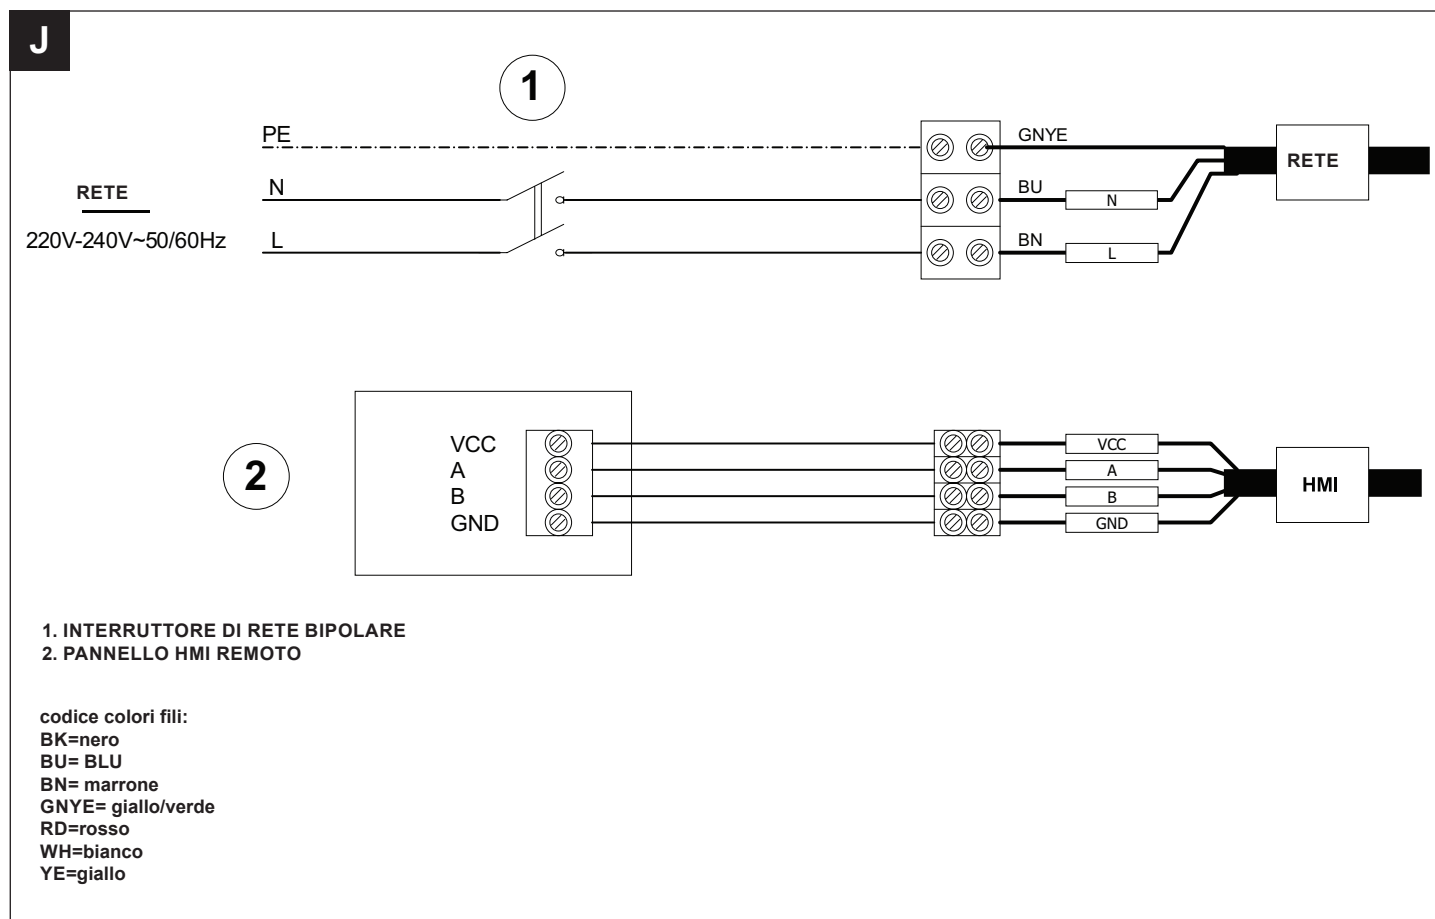 J
1
PE
GNYE
RETE
RETE
N
BU
N
220V-240V~50/60Hz
L
BN
L
2
VCC
VCC
A
A
B
B
GND
GND
HMI
1. INTERRUTTORE DI RETE BIPOLARE
2. PANNELLO HMI REMOTO
codice colori fili:
BK=nero
BU= BLU
BN= marrone
GNYE= giallo/verde
RD=rosso
WH=bianco
YE=giallo